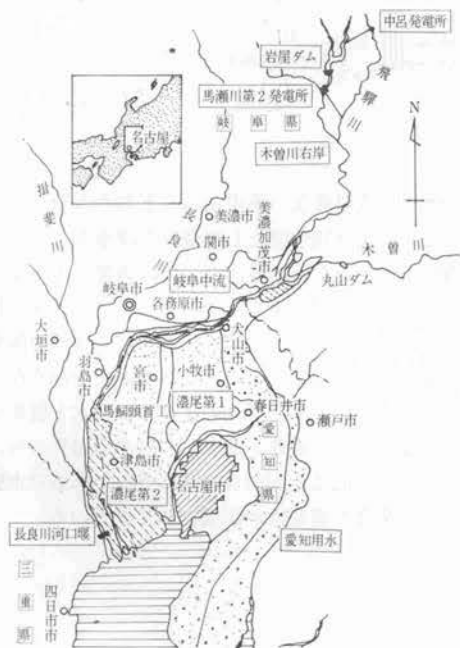 中呂発電所
岩屋ダム
飛騨川
馬瀬川第2発電所
岐阜県
木曽川右岸
名古屋
N
揖斐川
長良川
美濃市
関市
美濃加茂市
木曽川
丸山ダム
岐阜中流
岐阜市
各務原市
大垣市
犬山市
羽島市
一宮市
小牧市
馬飼頭首工
濃尾第1
春日井市
瀬戸市
愛知県
津島市
名古屋市
濃尾第2
長良川河口堰
愛知用水
三重県
四日市市